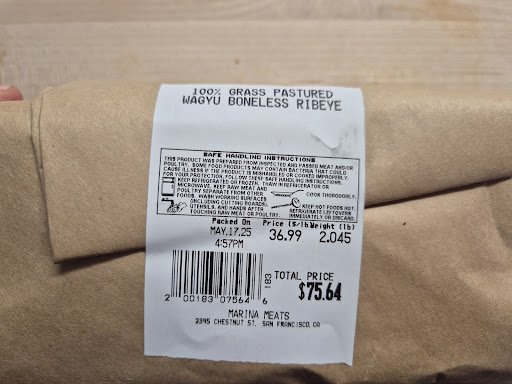 100% GRASS PASTURED
WAGYU BONELESS RIBEYE
SAFE HANDLING INSTRUCTIONS
THIS PRODUCT WAS PREPARED FROM INSPECTED AND PASSED MEAT AND/OR
POULTRY. SOME FOOD PRODUCTS MAY CONTAIN BACTERIA THAT COULD
CAUSE ILLNESS IF THE PRODUCT IS MISHANDLED OR COOKED IMPROPERLY.
FOR YOUR PROTECTION, FOLLOW THESE SAFE HANDLING INSTRUCTIONS.
KEEP REFRIGERATED OR FROZEN. THAW IN REFRIGERATOR OR
MICROWAVE. KEEP RAW MEAT AND
POULTRY SEPARATE FROM OTHER
FOODS. WASH WORKING SURFACES
(INCLUDING CUTTING BOARDS),
UTENSILS, AND HANDS AFTER
TOUCHING RAW MEAT OR POULTRY.
COOK THOROUGHLY.
KEEP HOT FOODS HOT.
REFRIGERATE LEFTOVERS
IMMEDIATELY OR DISCARD.
Packed On Price ($/lb) Weight (lb)
MAY.17.25 36.99 2.045
4:57PM
183
TOTAL PRICE
$75.64
2 00183 07564 6
MARINA MEATS
2395 CHESTNUT ST, SAN FRANCISCO, CA